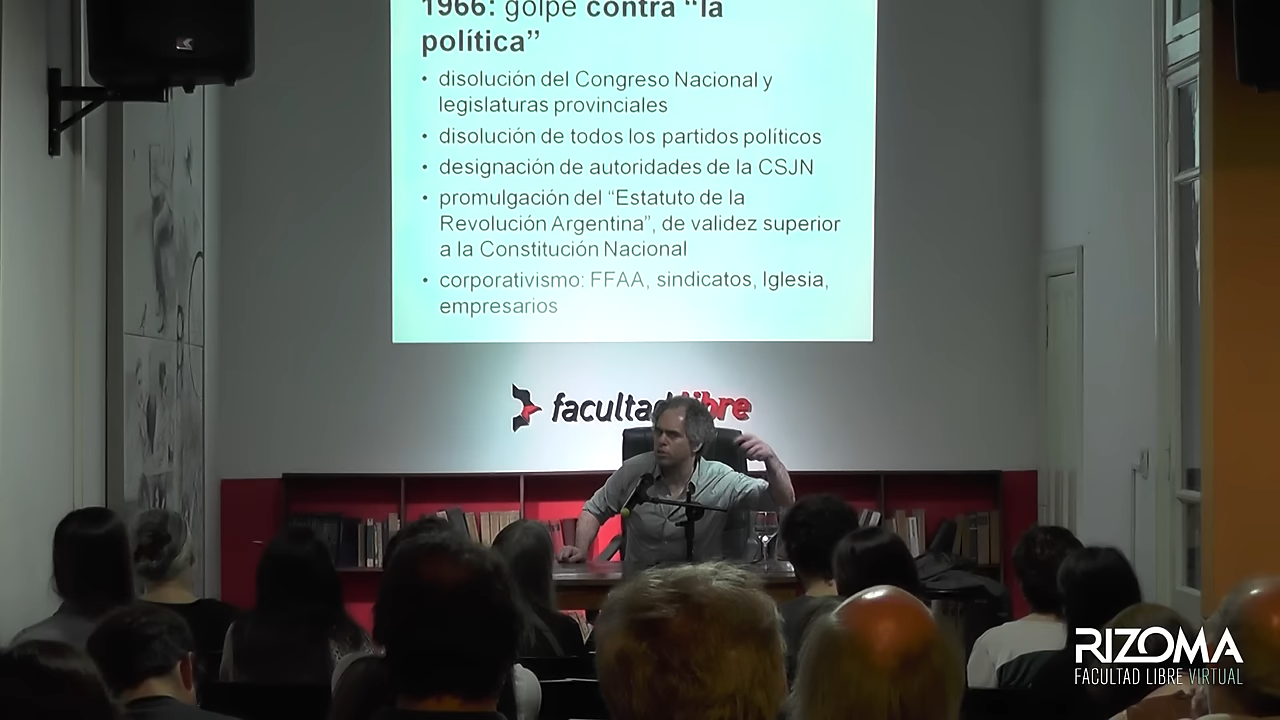 1966: golpe contra “la
política”
• disolución del Congreso Nacional y
legislaturas provinciales
• disolución de todos los partidos políticos
• designación de autoridades de la CSJN
• promulgación del “Estatuto de la
Revolución Argentina”, de validez superior
a la Constitución Nacional
• corporativismo: FFAA, sindicatos, Iglesia,
empresarios
facultad libre
RIZOMA
FACULTAD LIBRE VIRTUAL